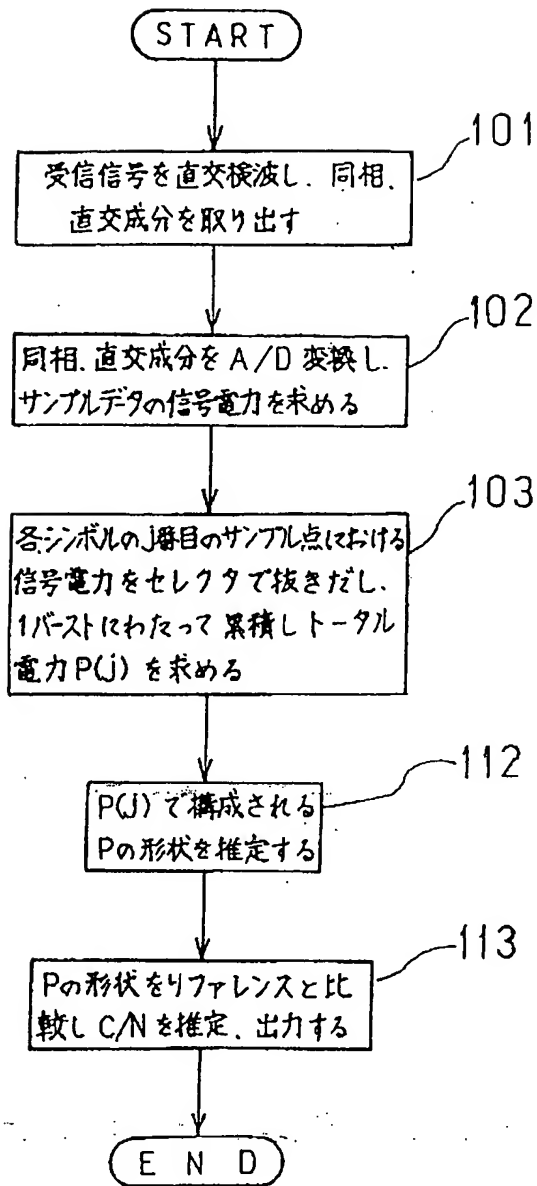 START
101
受信信号を直交検波し、同相、
直交成分を取り出す
102
同相、直交成分をA/D変換し、
サンプルデータの信号電力を求める
103
各シンボルのj番目のサンプル点における
信号電力をセレクタで抜きだし、
1バーストにわたって累積しトータル
電力P(j)を求める
112
P(j)で構成される
Pの形状を推定する
113
Pの形状をリファレンスと比
較しC/Nを推定、出力する
END